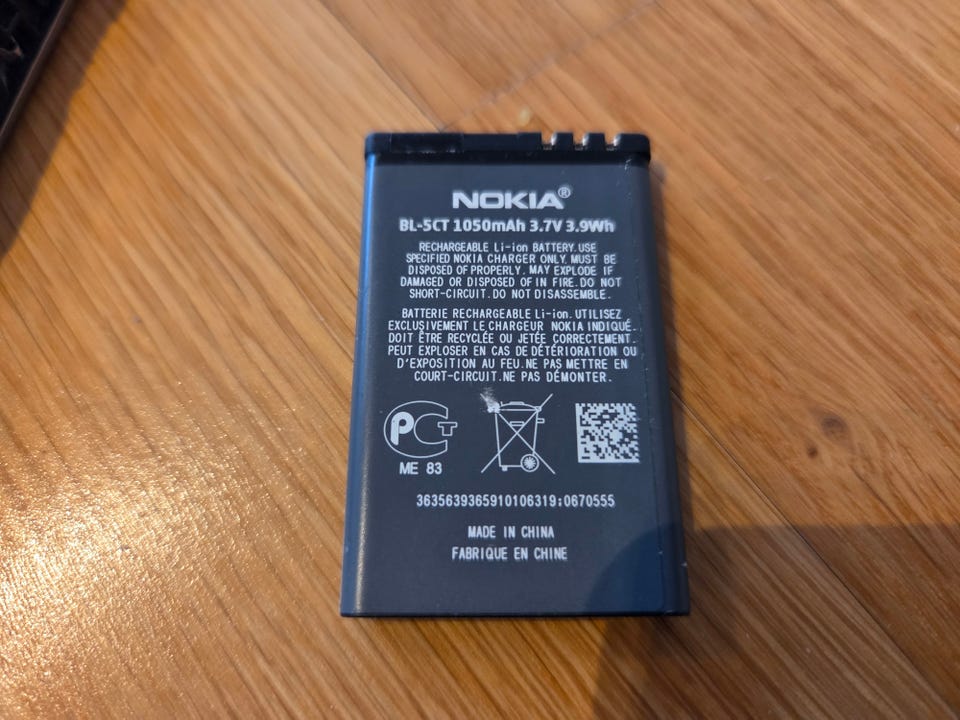 NOKIA®
BL-5CT 1050mAh 3.7V 3.9Wh
RECHARGEABLE Li-ion BATTERY.USE
SPECIFIED NOKIA CHARGER ONLY. MUST BE
DISPOSED OF PROPERLY. MAY EXPLODE IF
DAMAGED OR DISPOSED OF IN FIRE.DO NOT
SHORT-CIRCUIT.DO NOT DISASSEMBLE.
BATTERIE RECHARGEABLE Li-ion. UTILISEZ
EXCLUSIVEMENT LE CHARGEUR NOKIA INDIQUÉ.
DOIT ÊTRE RECYCLÉE OU JETÉE CORRECTEMENT.
PEUT EXPLOSER EN CAS DE DÉTÉRIORATION OU
D'EXPOSITION AU FEU.NE PAS METTRE EN
COURT-CIRCUIT.NE PAS DÉMONTER.
РСТ
ME 83
3635639365910106319;0670555
MADE IN CHINA
FABRIQUE EN CHINE